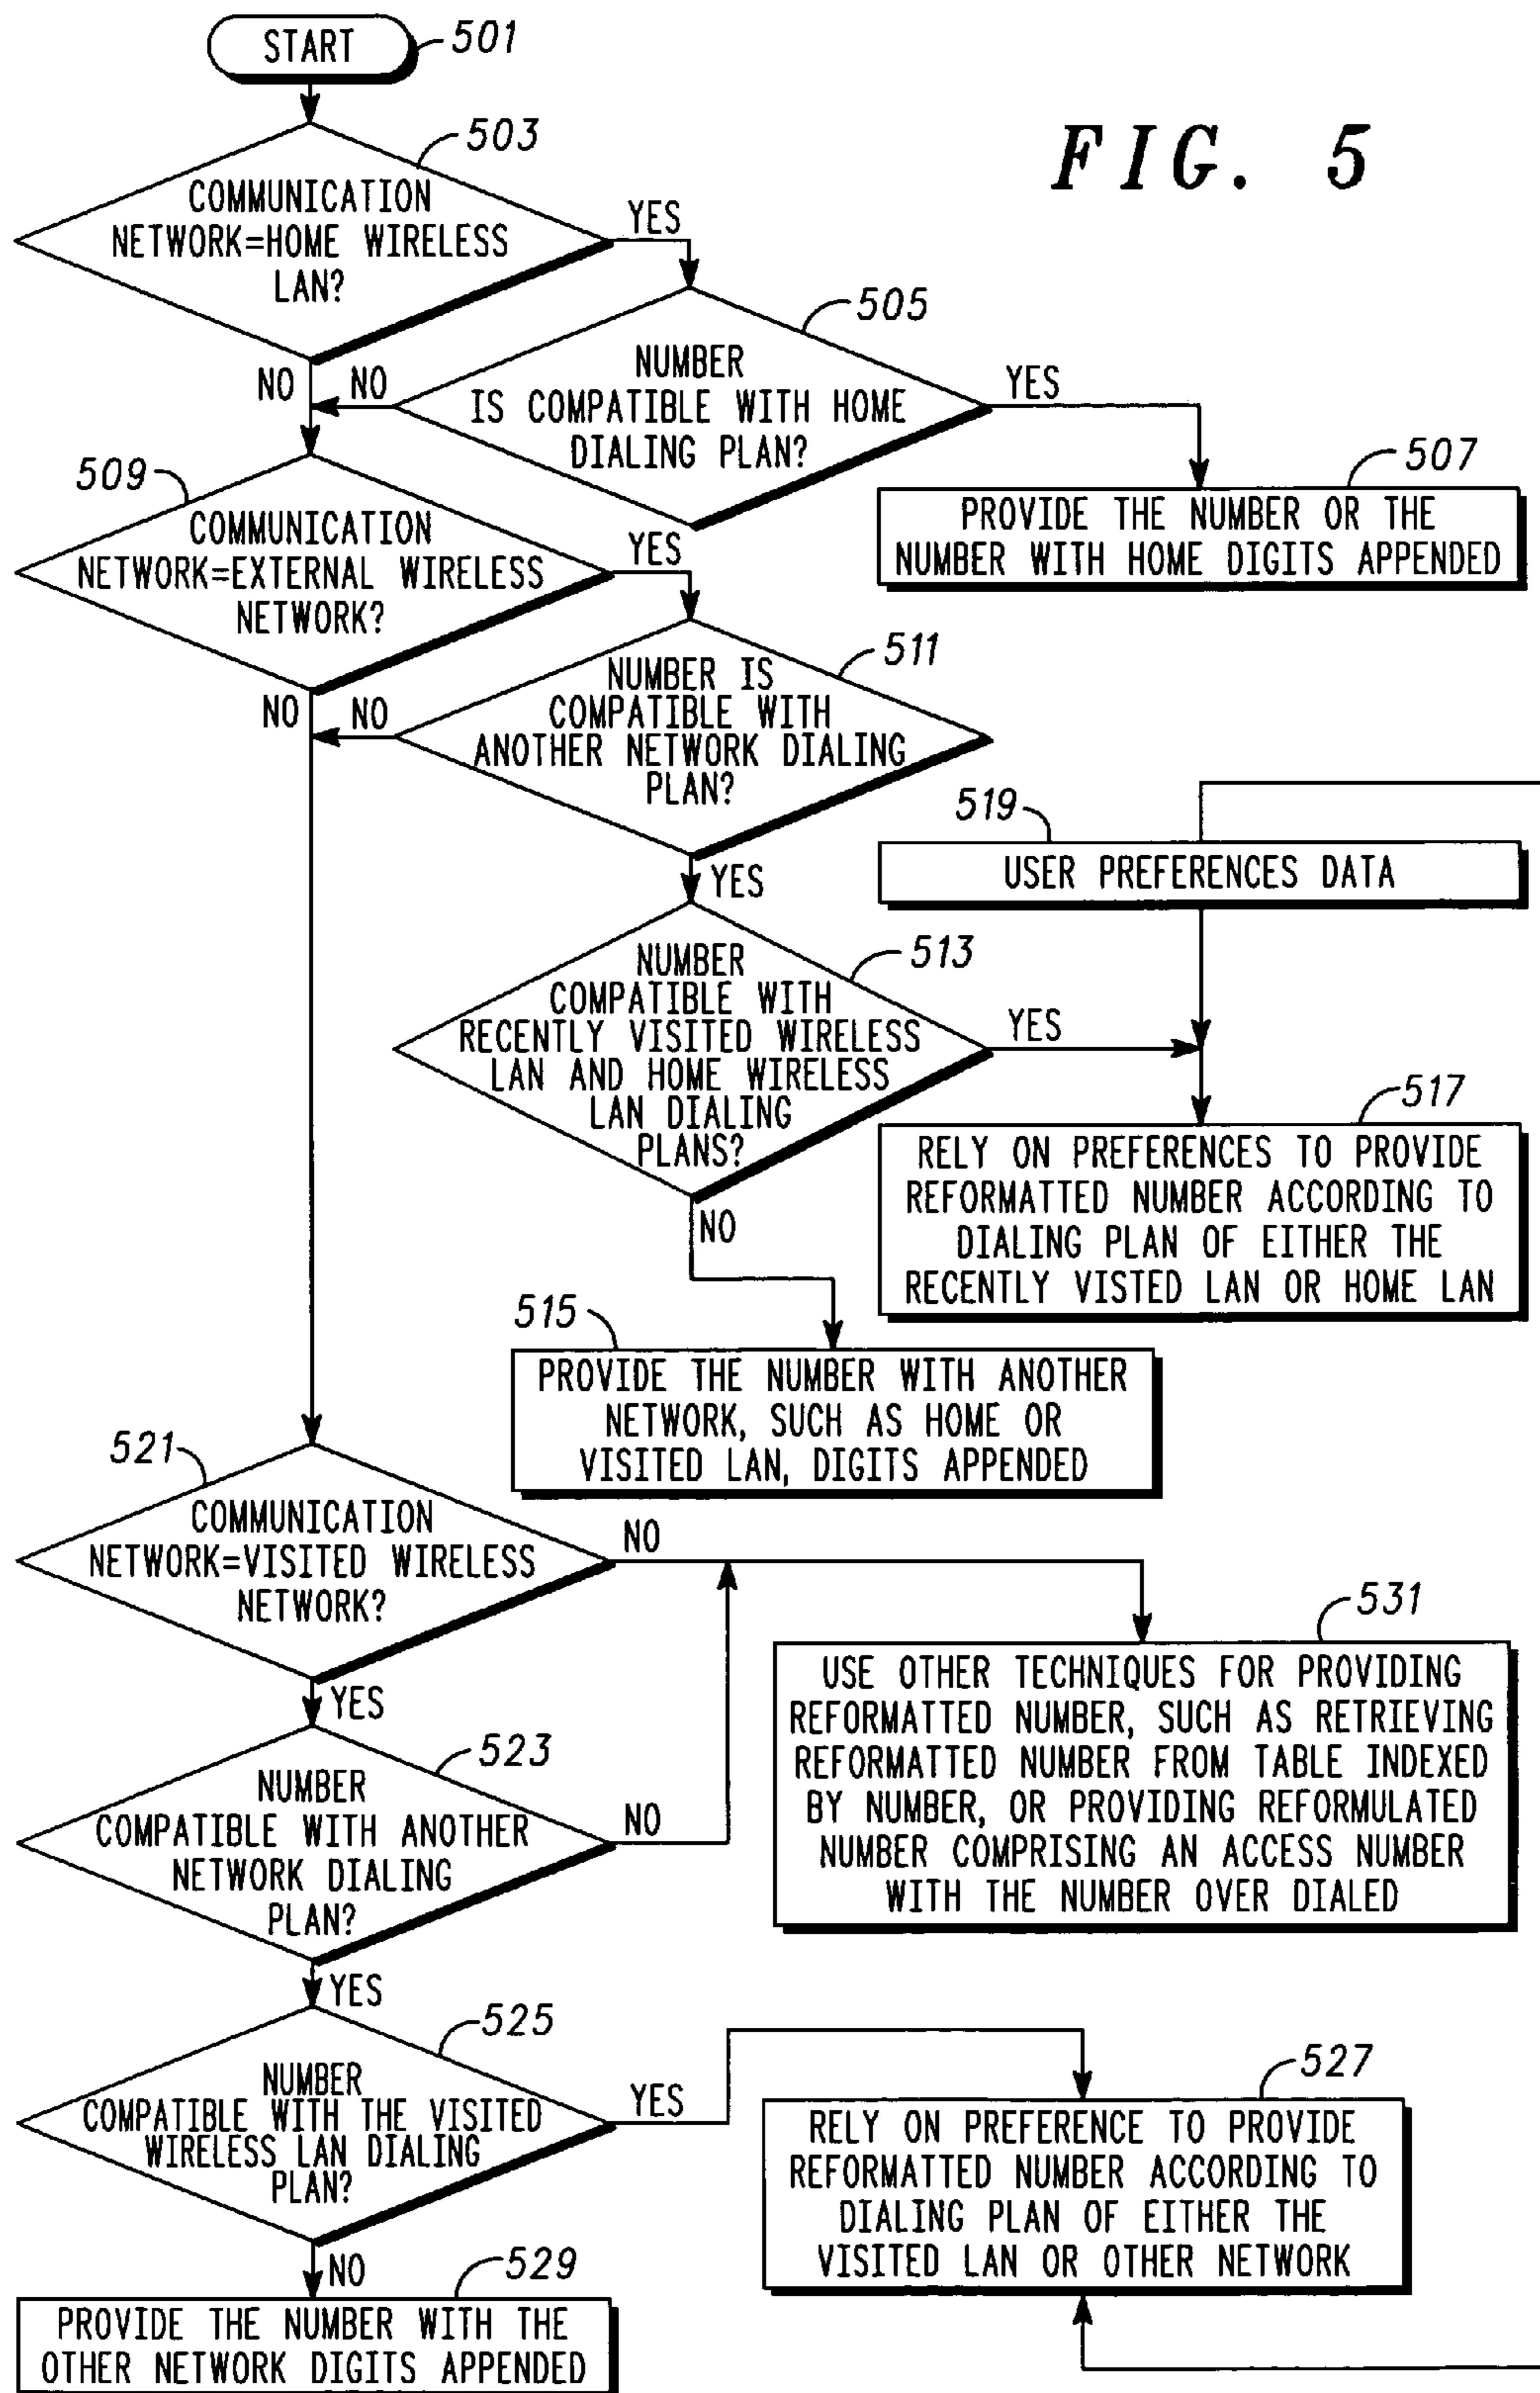 START
501
FIG. 5
503
COMMUNICATION
NETWORK=HOME WIRELESS
LAN?
YES
NO
505
NUMBER
IS COMPATIBLE WITH HOME
DIALING PLAN?
NO
YES
507
PROVIDE THE NUMBER OR THE
NUMBER WITH HOME DIGITS APPENDED
509
COMMUNICATION
NETWORK=EXTERNAL WIRELESS
NETWORK?
YES
NO
511
NUMBER IS
COMPATIBLE WITH
ANOTHER NETWORK DIALING
PLAN?
NO
YES
519
USER PREFERENCES DATA
513
NUMBER
COMPATIBLE WITH
RECENTLY VISITED WIRELESS
LAN AND HOME WIRELESS
LAN DIALING
PLANS?
YES
NO
517
RELY ON PREFERENCES TO PROVIDE
REFORMATTED NUMBER ACCORDING TO
DIALING PLAN OF EITHER THE
RECENTLY VISTED LAN OR HOME LAN
515
PROVIDE THE NUMBER WITH ANOTHER
NETWORK, SUCH AS HOME OR
VISITED LAN, DIGITS APPENDED
521
COMMUNICATION
NETWORK=VISITED WIRELESS
NETWORK?
NO
YES
531
USE OTHER TECHNIQUES FOR PROVIDING
REFORMATTED NUMBER, SUCH AS RETRIEVING
REFORMATTED NUMBER FROM TABLE INDEXED
BY NUMBER, OR PROVIDING REFORMULATED
NUMBER COMPRISING AN ACCESS NUMBER
WITH THE NUMBER OVER DIALED
523
NUMBER
COMPATIBLE WITH ANOTHER
NETWORK DIALING
PLAN?
NO
YES
525
NUMBER
COMPATIBLE WITH THE VISITED
WIRELESS LAN DIALING
PLAN?
YES
NO
527
RELY ON PREFERENCE TO PROVIDE
REFORMATTED NUMBER ACCORDING TO
DIALING PLAN OF EITHER THE
VISITED LAN OR OTHER NETWORK
529
PROVIDE THE NUMBER WITH THE
OTHER NETWORK DIGITS APPENDED